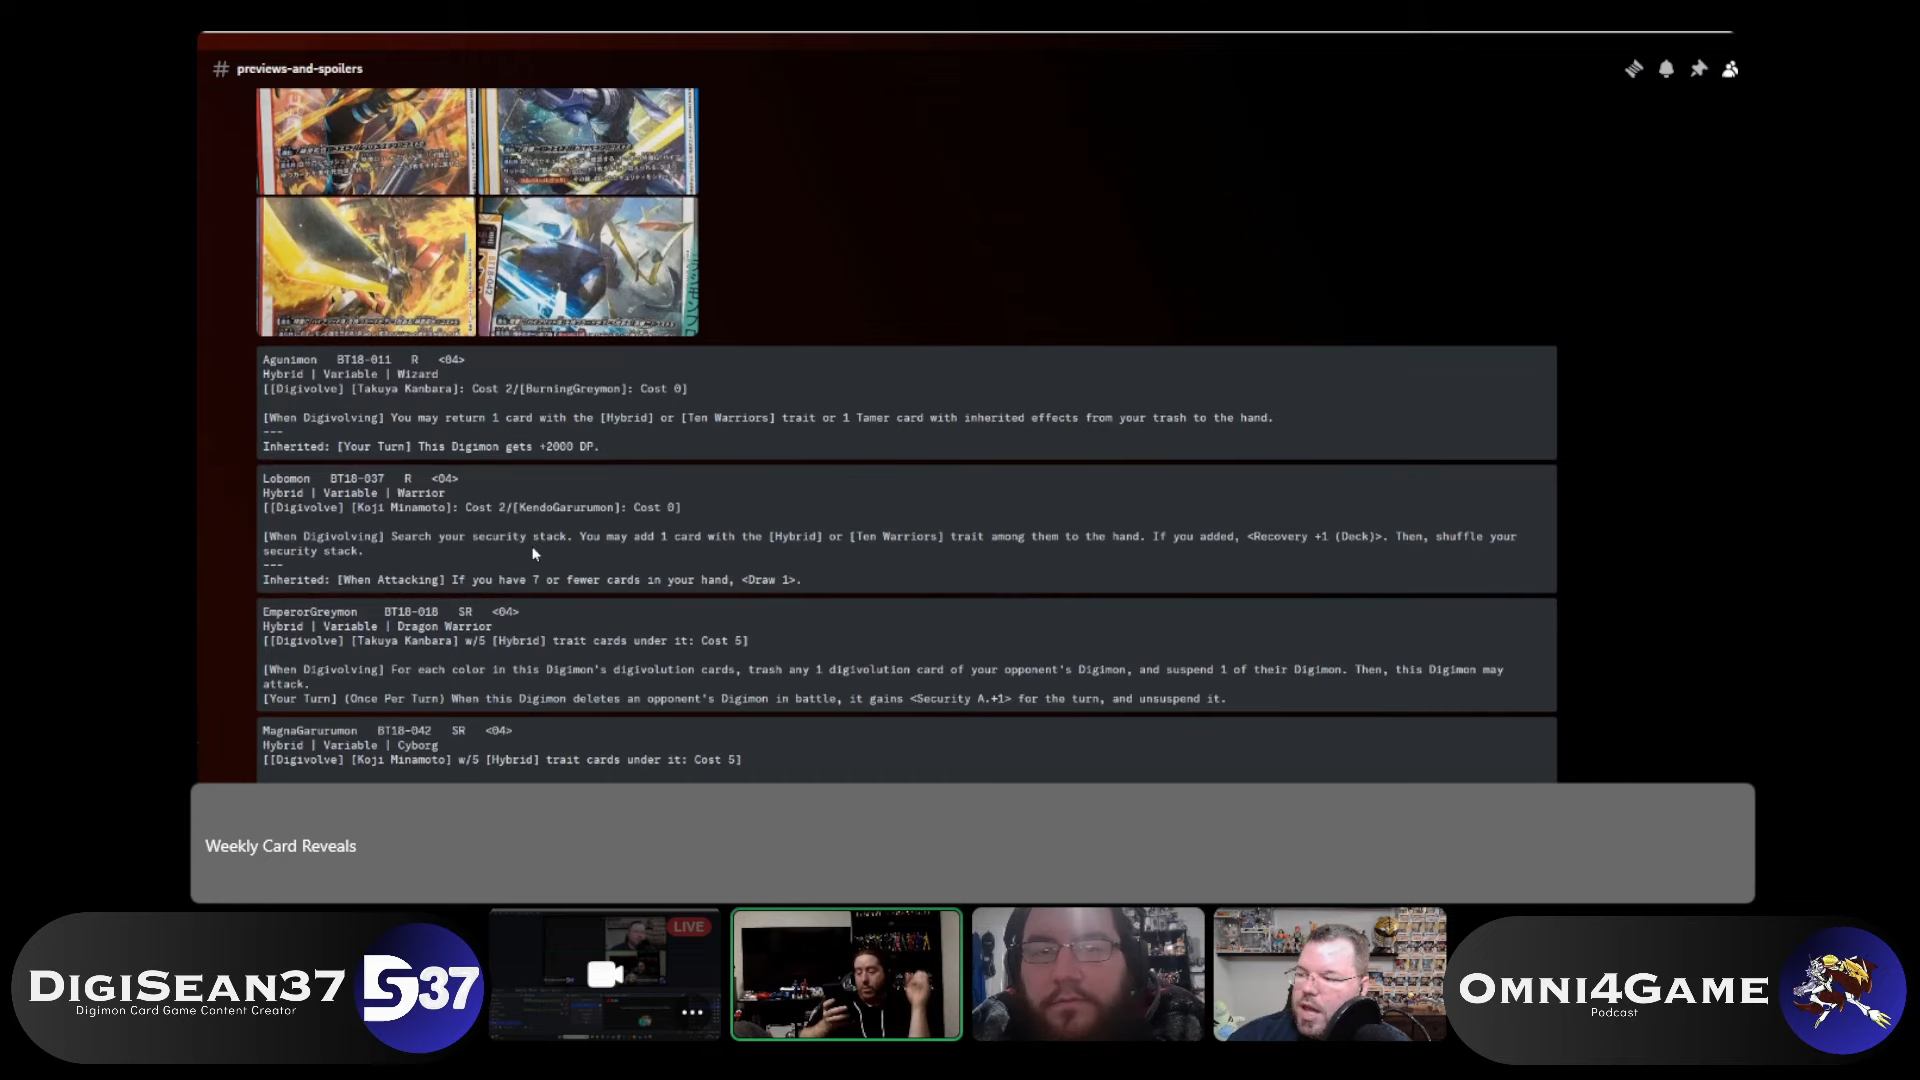 # previews-and-spoilers
BT18-042
Agunimon BT18-011 R <04>
Hybrid | Variable | Wizard
[[Digivolve] [Takuya Kanbara]: Cost 2/[BurningGreymon]: Cost 0]
[When Digivolving] You may return 1 card with the [Hybrid] or [Ten Warriors] trait or 1 Tamer card with inherited effects from your trash to the hand.
---
Inherited: [Your Turn] This Digimon gets +2000 DP.
Lobomon BT18-037 R <04>
Hybrid | Variable | Warrior
[[Digivolve] [Koji Minamoto]: Cost 2/[KendoGarurumon]: Cost 0]
[When Digivolving] Search your security stack. You may add 1 card with the [Hybrid] or [Ten Warriors] trait among them to the hand. If you added, <Recovery +1 (Deck)>. Then, shuffle your
security stack.
---
Inherited: [When Attacking] If you have 7 or fewer cards in your hand, <Draw 1>.
EmperorGreymon BT18-018 SR <04>
Hybrid | Variable | Dragon Warrior
[[Digivolve] [Takuya Kanbara] w/5 [Hybrid] trait cards under it: Cost 5]
[When Digivolving] For each color in this Digimon's digivolution cards, trash any 1 digivolution card of your opponent's Digimon, and suspend 1 of their Digimon. Then, this Digimon may
attack.
[Your Turn] (Once Per Turn) When this Digimon deletes an opponent's Digimon in battle, it gains <Security A.+1> for the turn, and unsuspend it.
MagnaGarurumon BT18-042 SR <04>
Hybrid | Variable | Cyborg
[[Digivolve] [Koji Minamoto] w/5 [Hybrid] trait cards under it: Cost 5]
Weekly Card Reveals
DIGISEAN37
Digimon Card Game Content Creator
DS37
LIVE
OMNI4GAME
Podcast